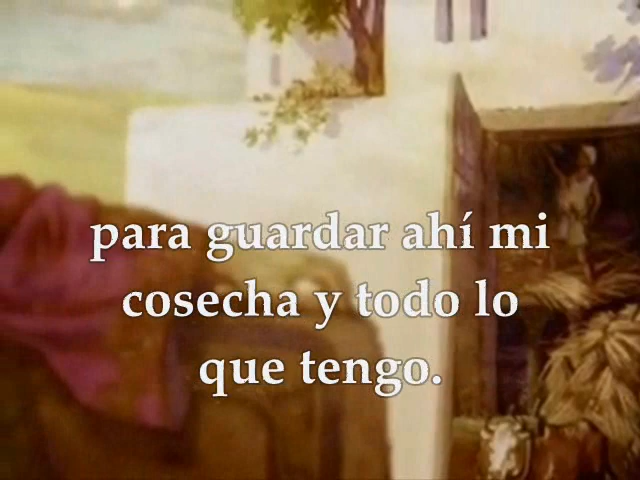 para guardar ahí mi
cosecha y todo lo
que tengo.